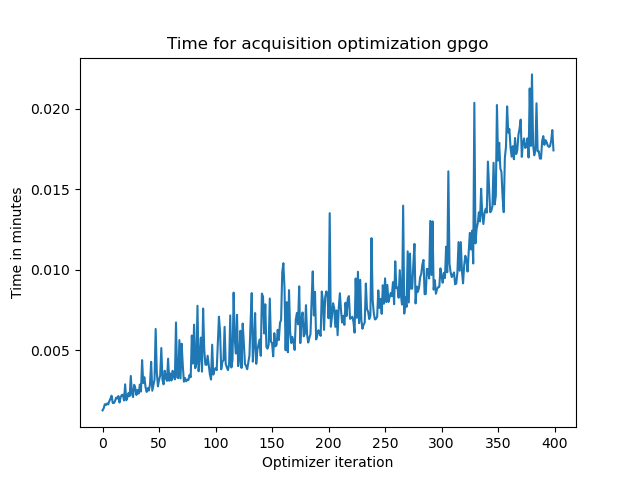 Time for acquisition optimization gpgo
0.020
0.015
0.010
0.005
Time in minutes
0 50 100 150 200 250 300 350 400
Optimizer iteration